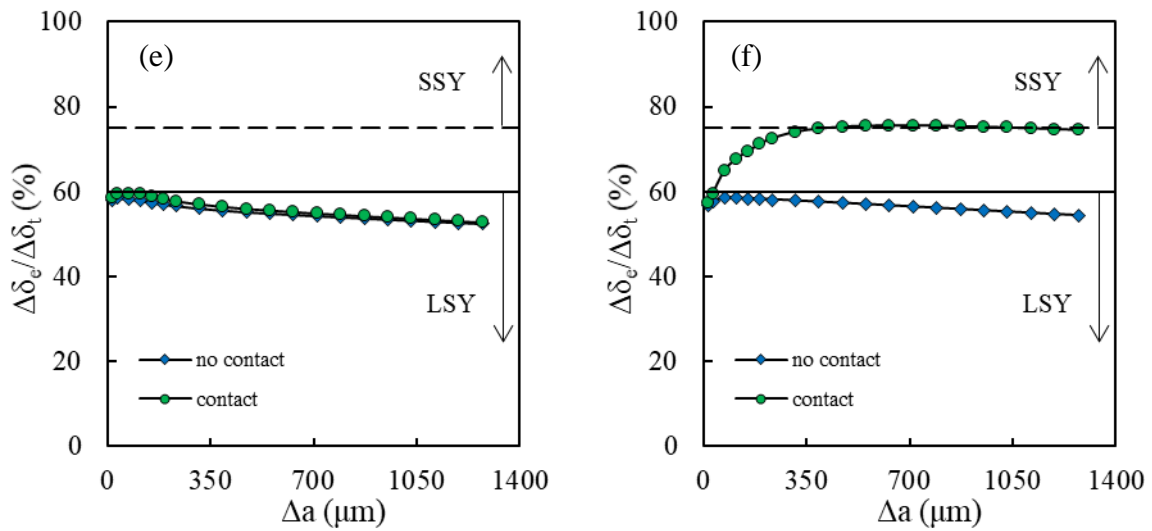 (e)
Δδe/Δδt (%)
100
80
60
40
20
0
SSY
LSY
no contact
contact
0 350 700 1050 1400
Δa (μm)
(f)
Δδe/Δδt (%)
100
80
60
40
20
0
SSY
LSY
no contact
contact
0 350 700 1050 1400
Δa (μm)